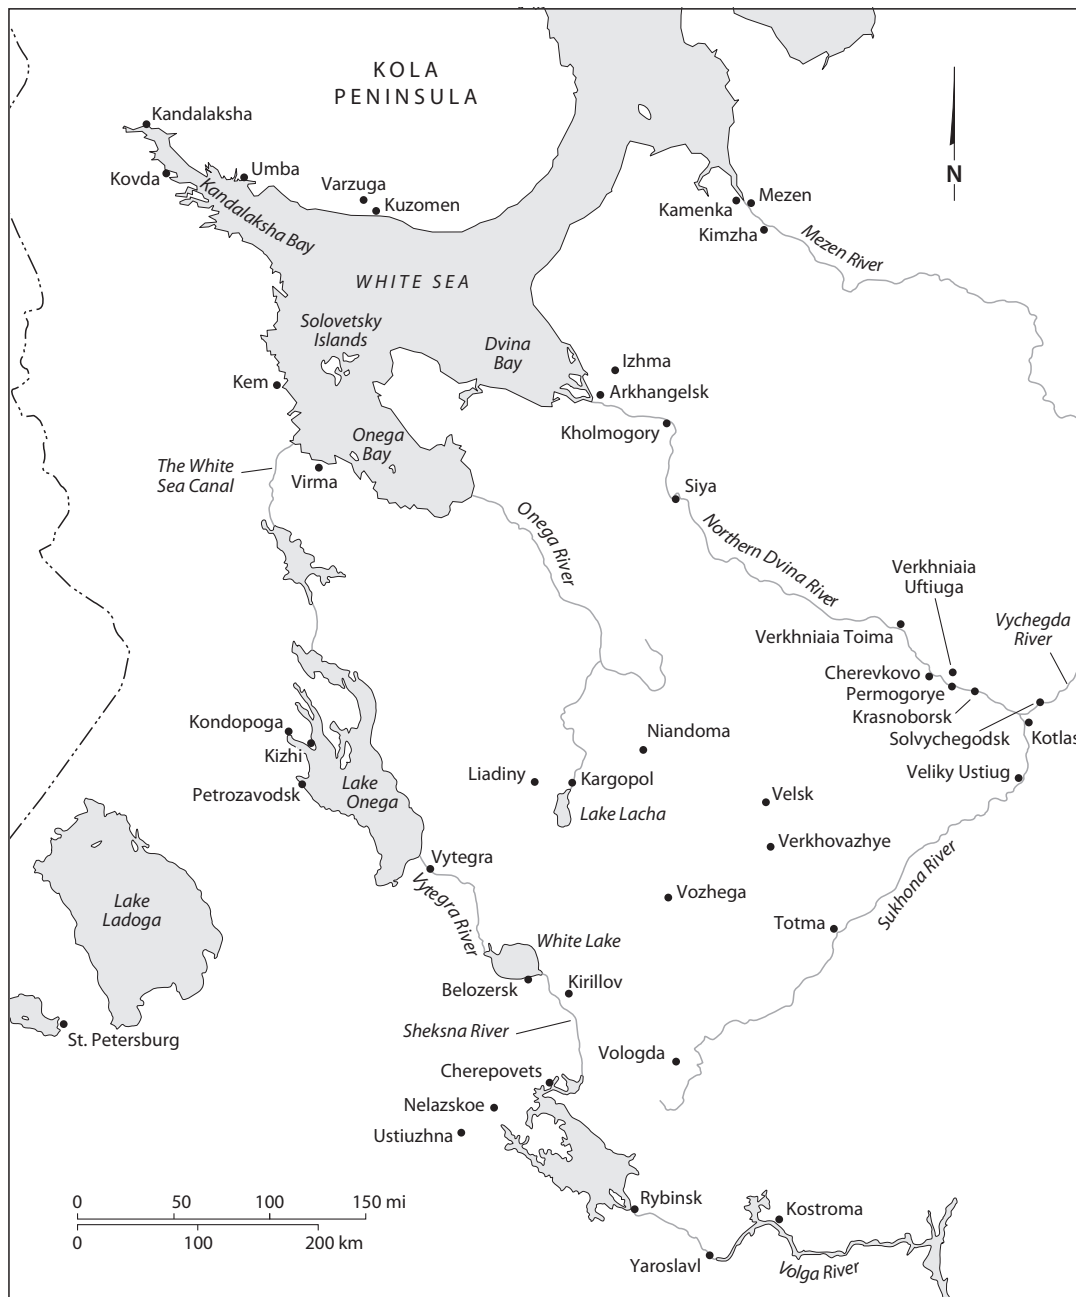 KOLA
PENINSULA
Kandalaksha
Kovda
Umba
Kandalaksha Bay
Varzuga
Kuzomen
Kamenka
Mezen
Kimzha
Mezen River
N
WHITE SEA
Solovetsky
Islands
Dvina
Bay
Izhma
Arkhangelsk
Kem
Kholmogory
Onega
Bay
The White
Sea Canal
Virma
Siya
Onega River
Northern Dvina River
Verkhniaia
Uftiuga
Vychegda
River
Verkhniaia Toima
Cherevkovo
Permogorye
Krasnoborsk
Solvychegodsk
Kotlas
Kondopoga
Kizhi
Niandoma
Petrozavodsk
Lake
Onega
Liadiny
Kargopol
Lake Lacha
Veliky Ustiug
Velsk
Verkhovazhye
Vytegra
Vytegra River
Vozhega
Sukhona River
Lake
Ladoga
Totma
White Lake
Belozersk
Kirillov
St. Petersburg
Sheksna River
Vologda
Cherepovets
Nelazskoe
Ustiuzhna
Rybinsk
Kostroma
Yaroslavl
Volga River
0 50 100 150 mi
0 100 200 km